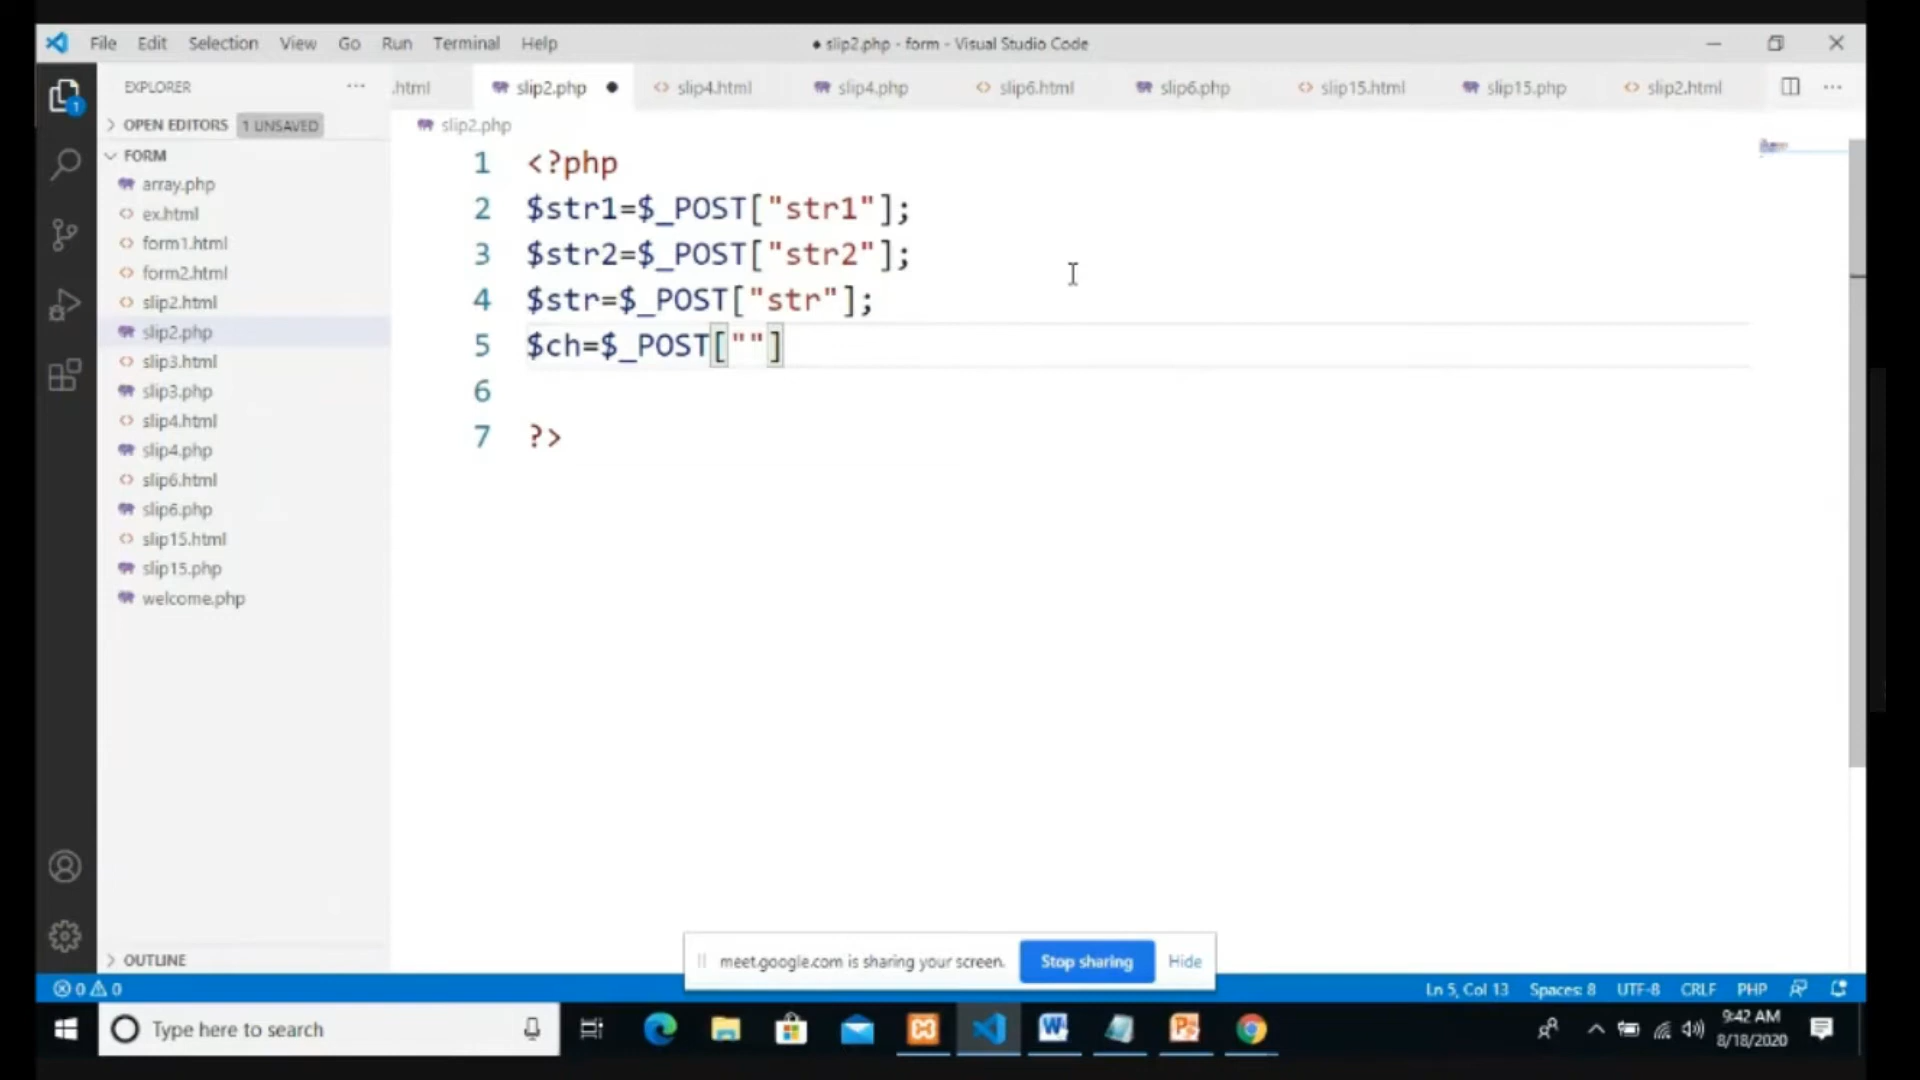 File Edit Selection View Go Run Terminal Help
● slip2.php - form - Visual Studio Code
EXPLORER
.html slip2.php slip4.html slip4.php slip6.html slip6.php slip15.html slip15.php slip2.html
OPEN EDITORS 1 UNSAVED
slip2.php
FORM
array.php
ex.html
form1.html
form2.html
slip2.html
slip2.php
slip3.html
slip3.php
slip4.html
slip4.php
slip6.html
slip6.php
slip15.html
slip15.php
welcome.php
OUTLINE
1 <?php
2 $str1=$_POST["str1"];
3 $str2=$_POST["str2"];
4 $str=$_POST["str"];
5 $ch=$_POST[""]
6
7 ?>
meet.google.com is sharing your screen. Stop sharing Hide
0 0 Ln 5, Col 13 Spaces: 8 UTF-8 CRLF PHP
1
Type here to search
9:42 AM
8/18/2020